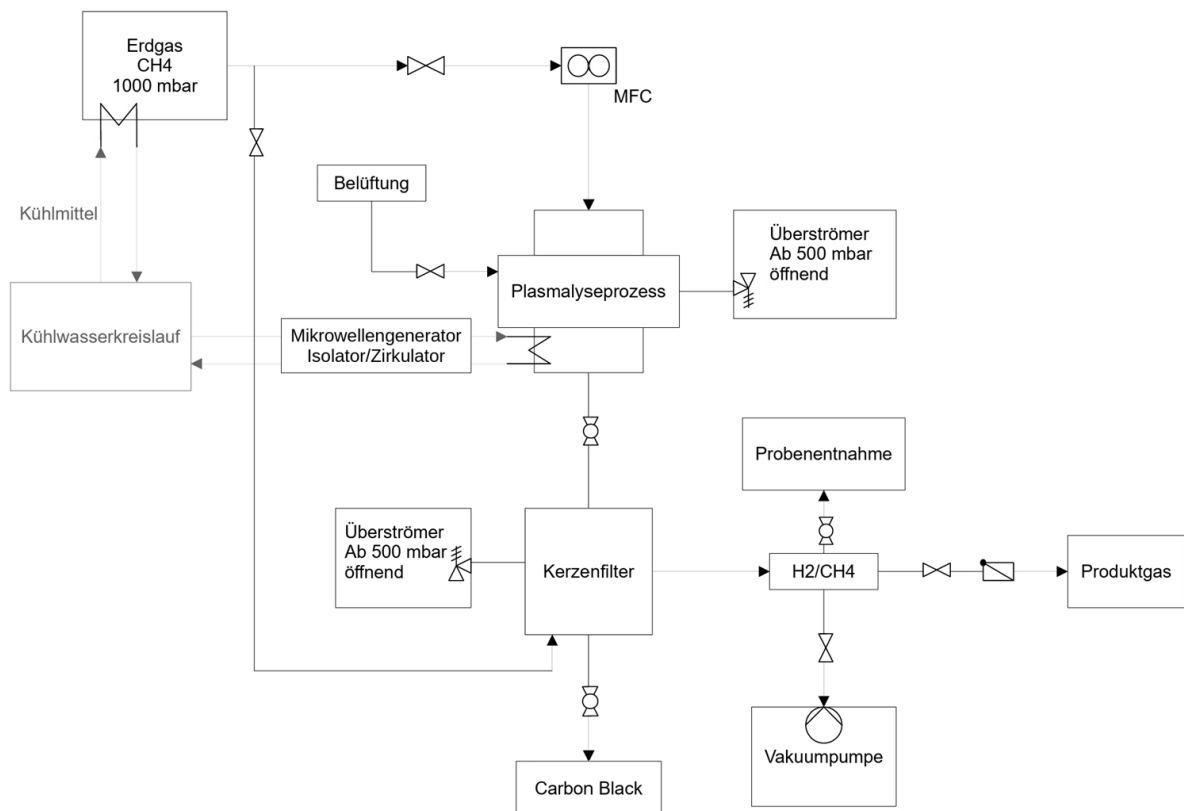 Erdgas
CH4
1000 mbar
MFC
Belüftung
Kühlmittel
Überströmer
Ab 500 mbar
öffnend
Plasmalyseprozess
Kühlwasserkreislauf
Mikrowellengenerator
Isolator/Zirkulator
Probenentnahme
Überströmer
Ab 500 mbar
öffnend
Kerzenfilter
H2/CH4
Produktgas
Vakuumpumpe
Carbon Black